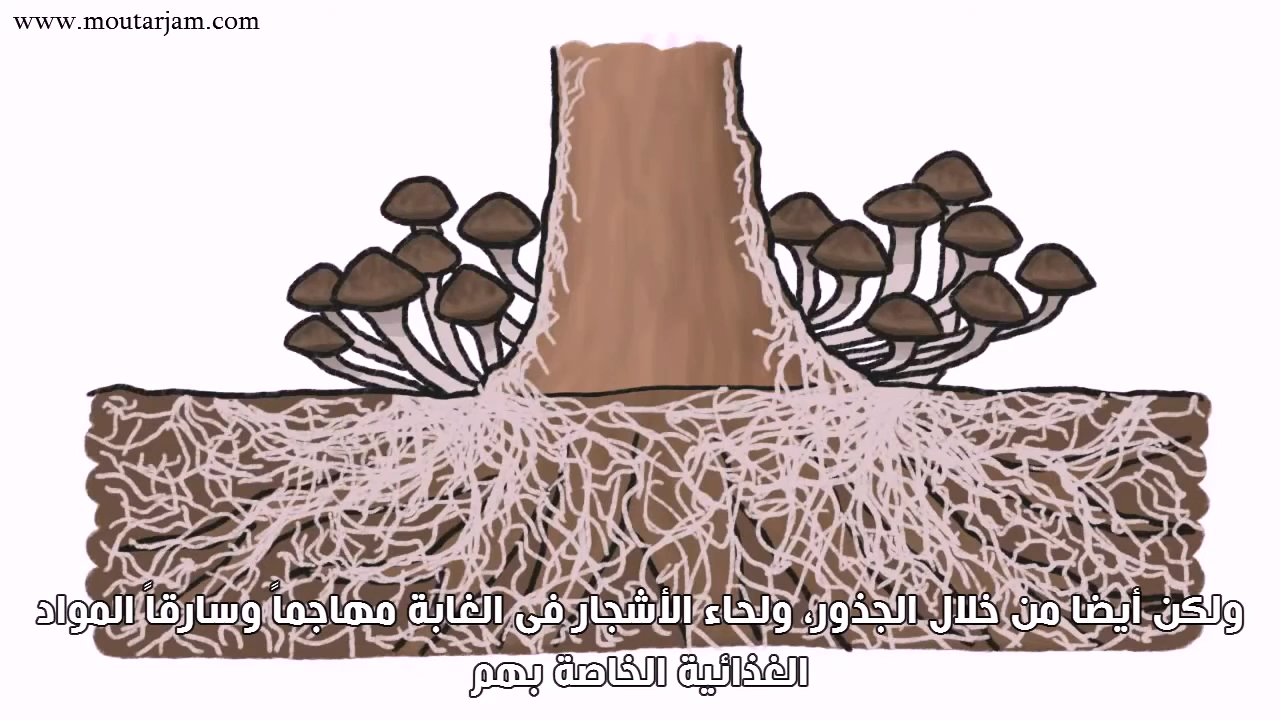 www.moutarjam.com
ولكن أيضا من خلال الجذور، ولحاء الأشجار فى الغابة مهاجماً وسارقاً المواد
الغذائية الخاصة بهم